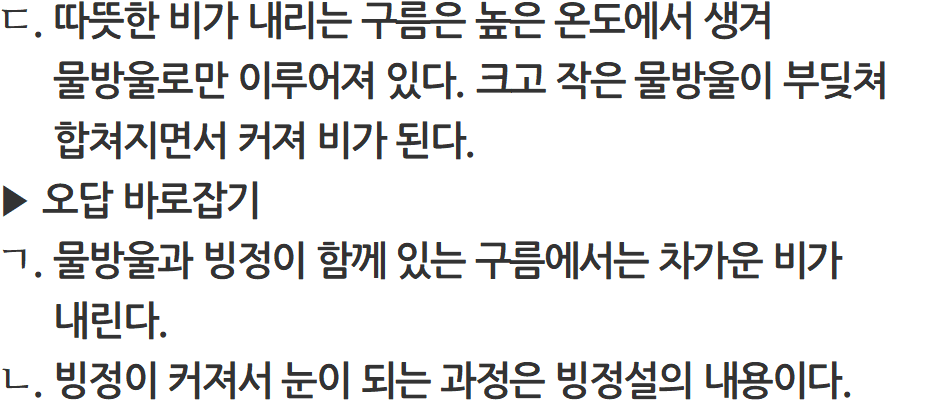 ㄷ. 따뜻한 비가 내리는 구름은 높은 온도에서 생겨
물방울로만 이루어져 있다. 크고 작은 물방울이 부딪쳐
합쳐지면서 커져 비가 된다.
▶ 오답 바로잡기
ㄱ. 물방울과 빙정이 함께 있는 구름에서는 차가운 비가
내린다.
ㄴ. 빙정이 커져서 눈이 되는 과정은 빙정설의 내용이다.